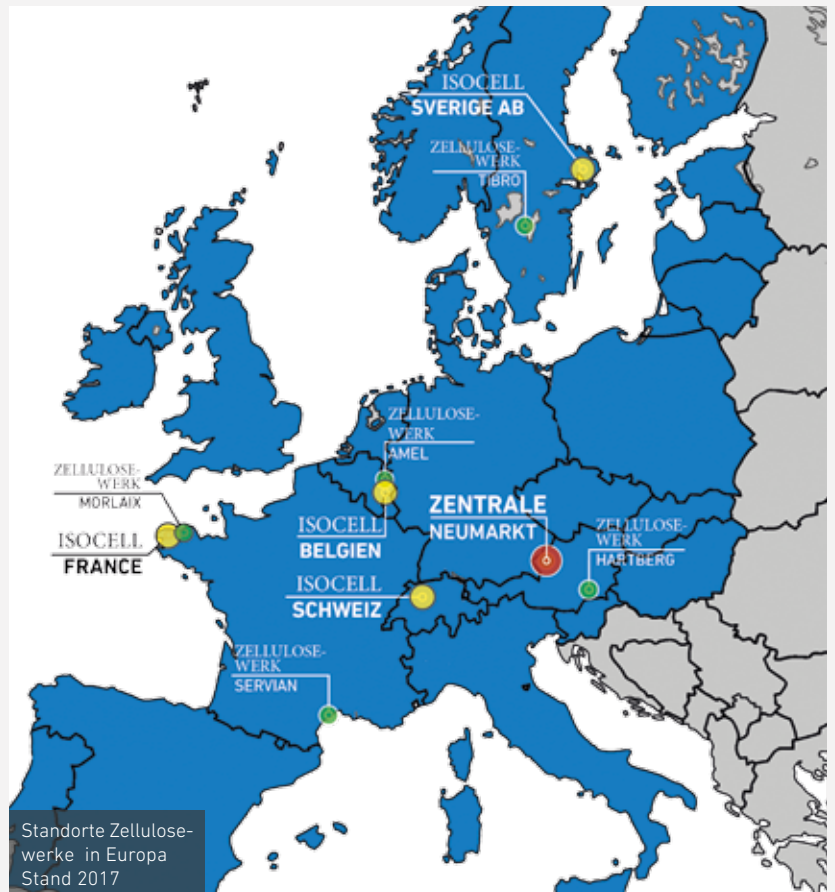 ISOCELL
SVERIGE AB
ZELLULOSE-
WERK
TIBRO
ZELLULOSE-
WERK
AMEL
ZELLULOSE-
WERK
MORLAIX
ISOCELL
FRANCE
ISOCELL
BELGIEN
ZENTRALE
NEUMARKT
ZELLULOSE-
WERK
HARTBERG
ISOCELL
SCHWEIZ
ZELLULOSE-
WERK
SERVIAN
Standorte Zellulose-
werke in Europa
Stand 2017